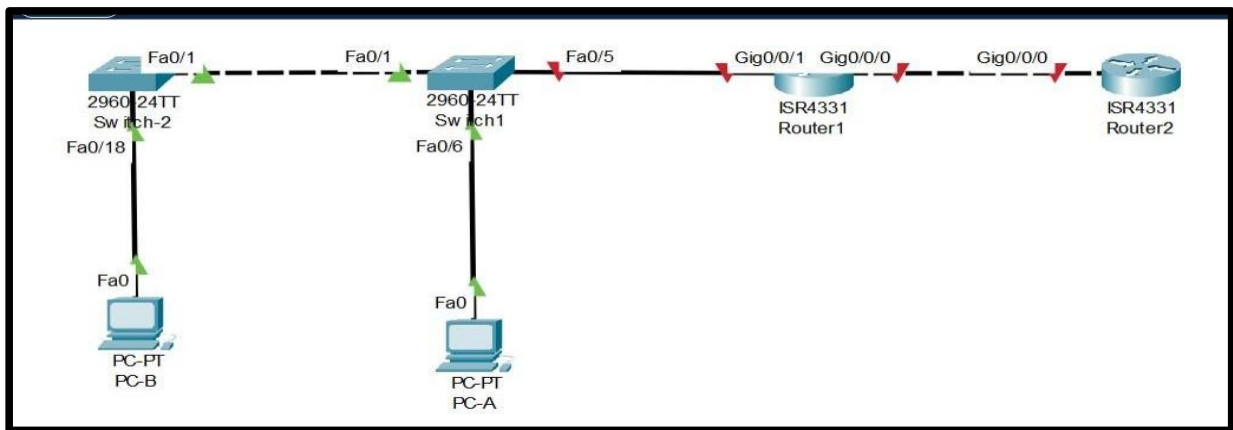 Fa0/1
Fa0/1
Fa0/5
Gig0/0/1
Gig0/0/0
Gig0/0/0
2960-24TT
Switch-2
2960-24TT
Switch1
ISR4331
Router1
ISR4331
Router2
Fa0/18
Fa0/6
Fa0
Fa0
PC-PT
PC-B
PC-PT
PC-A